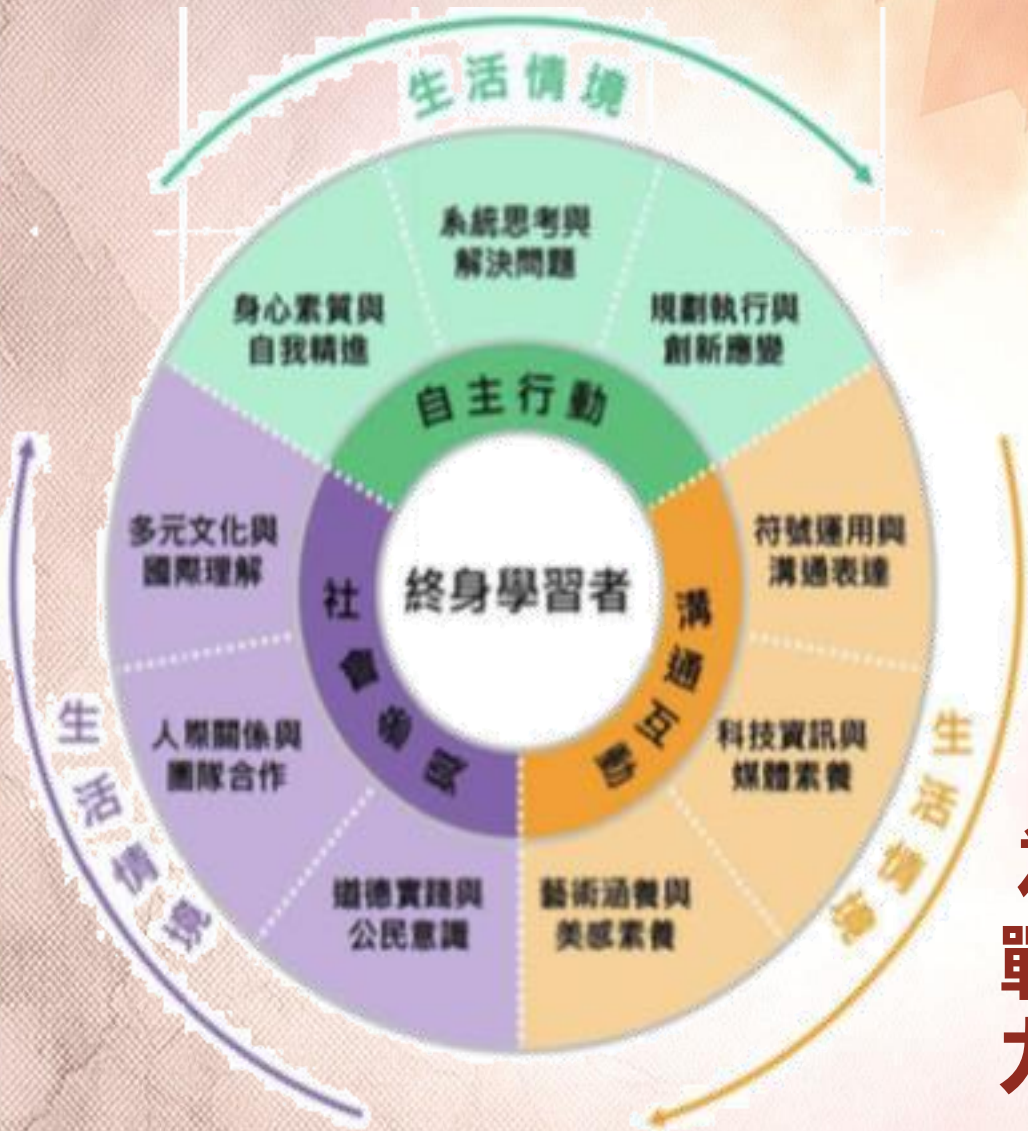 生活情境
系統思考與
解決問題
身心素質與
自我精進
規劃執行與
創新應變
自主行動
多元文化與
國際理解
符號運用與
溝通表達
終身學習者
社會參與
溝通互動
人際關係與
團隊合作
科技資訊與
媒體素養
生活情境
生活情境
道德實踐與
公民意識
藝術涵養與
美感素養
戰